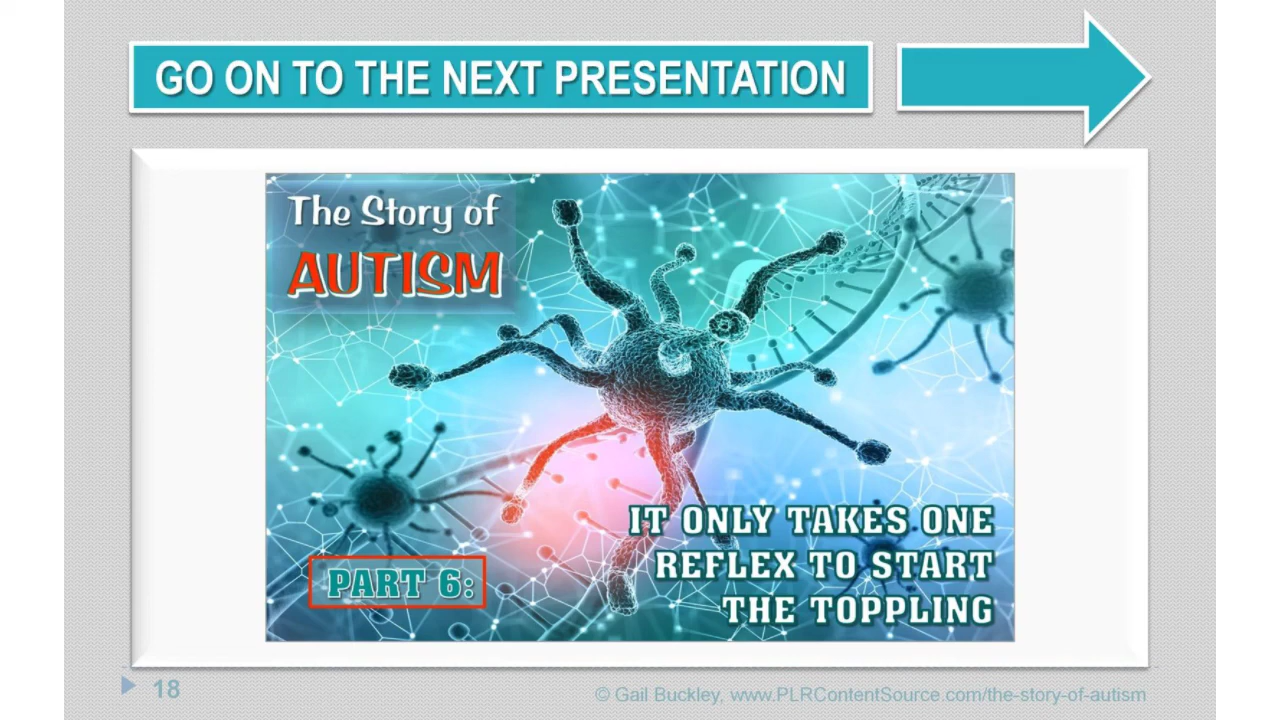 GO ON TO THE NEXT PRESENTATION
The Story of
AUTISM
IT ONLY TAKES ONE
REFLEX TO START
THE TOPPLING
PART 6:
18
© Gail Buckley, www.PLRContentSource.com/the-story-of-autism